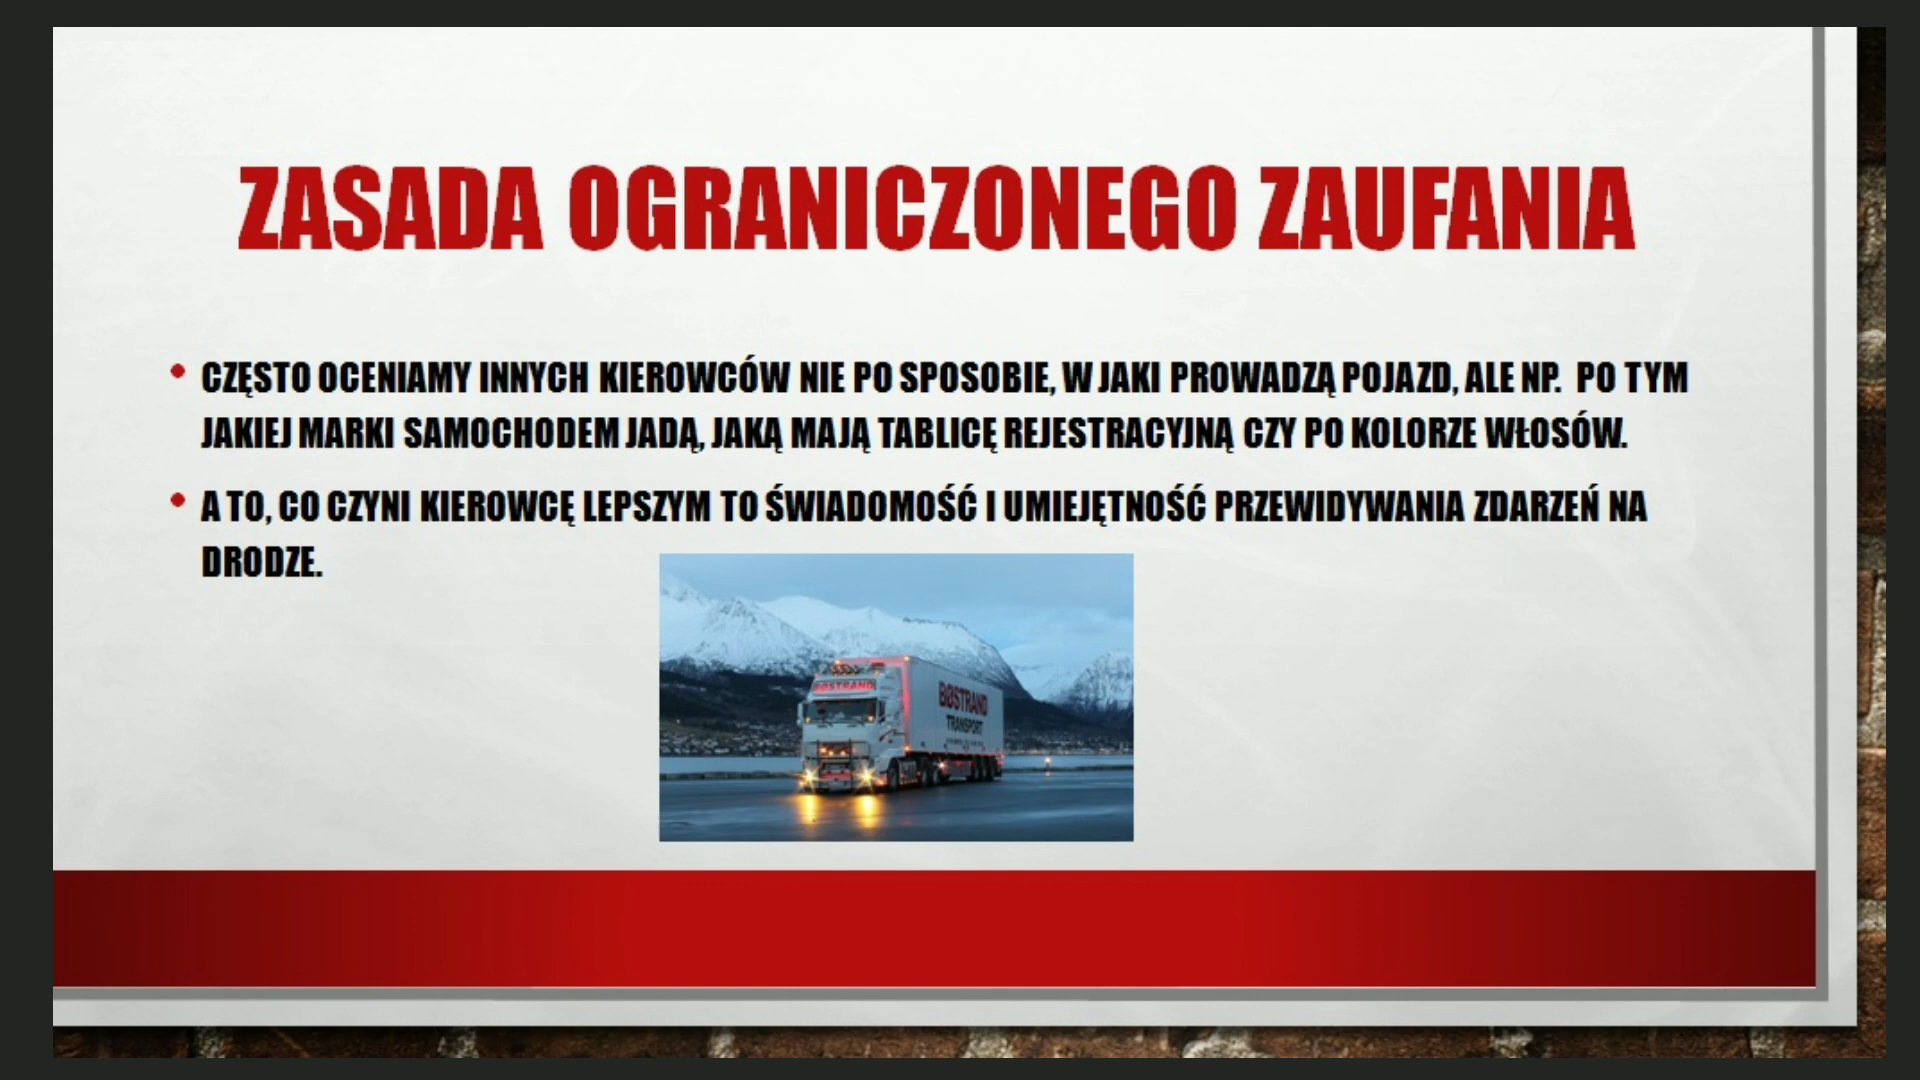 ZASADA OGRANICZONEGO ZAUFANIA
• CZĘSTO OCENIAMY INNYCH KIEROWCÓW NIE PO SPOSOBIE, W JAKI PROWADZĄ POJAZD, ALE NP. PO TYM
JAKIEJ MARKI SAMOCHODEM JADĄ, JAKĄ MAJĄ TABLICĘ REJESTRACYJNĄ CZY PO KOLORZE WŁOSÓW.
• A TO, CO CZYNI KIEROWCĘ LEPSZYM TO ŚWIADOMOŚĆ I UMIEJĘTNOŚĆ PRZEWIDYWANIA ZDARZEŃ NA
DRODZE.
BØSTRAND
BØSTRAND
TRANSPORT